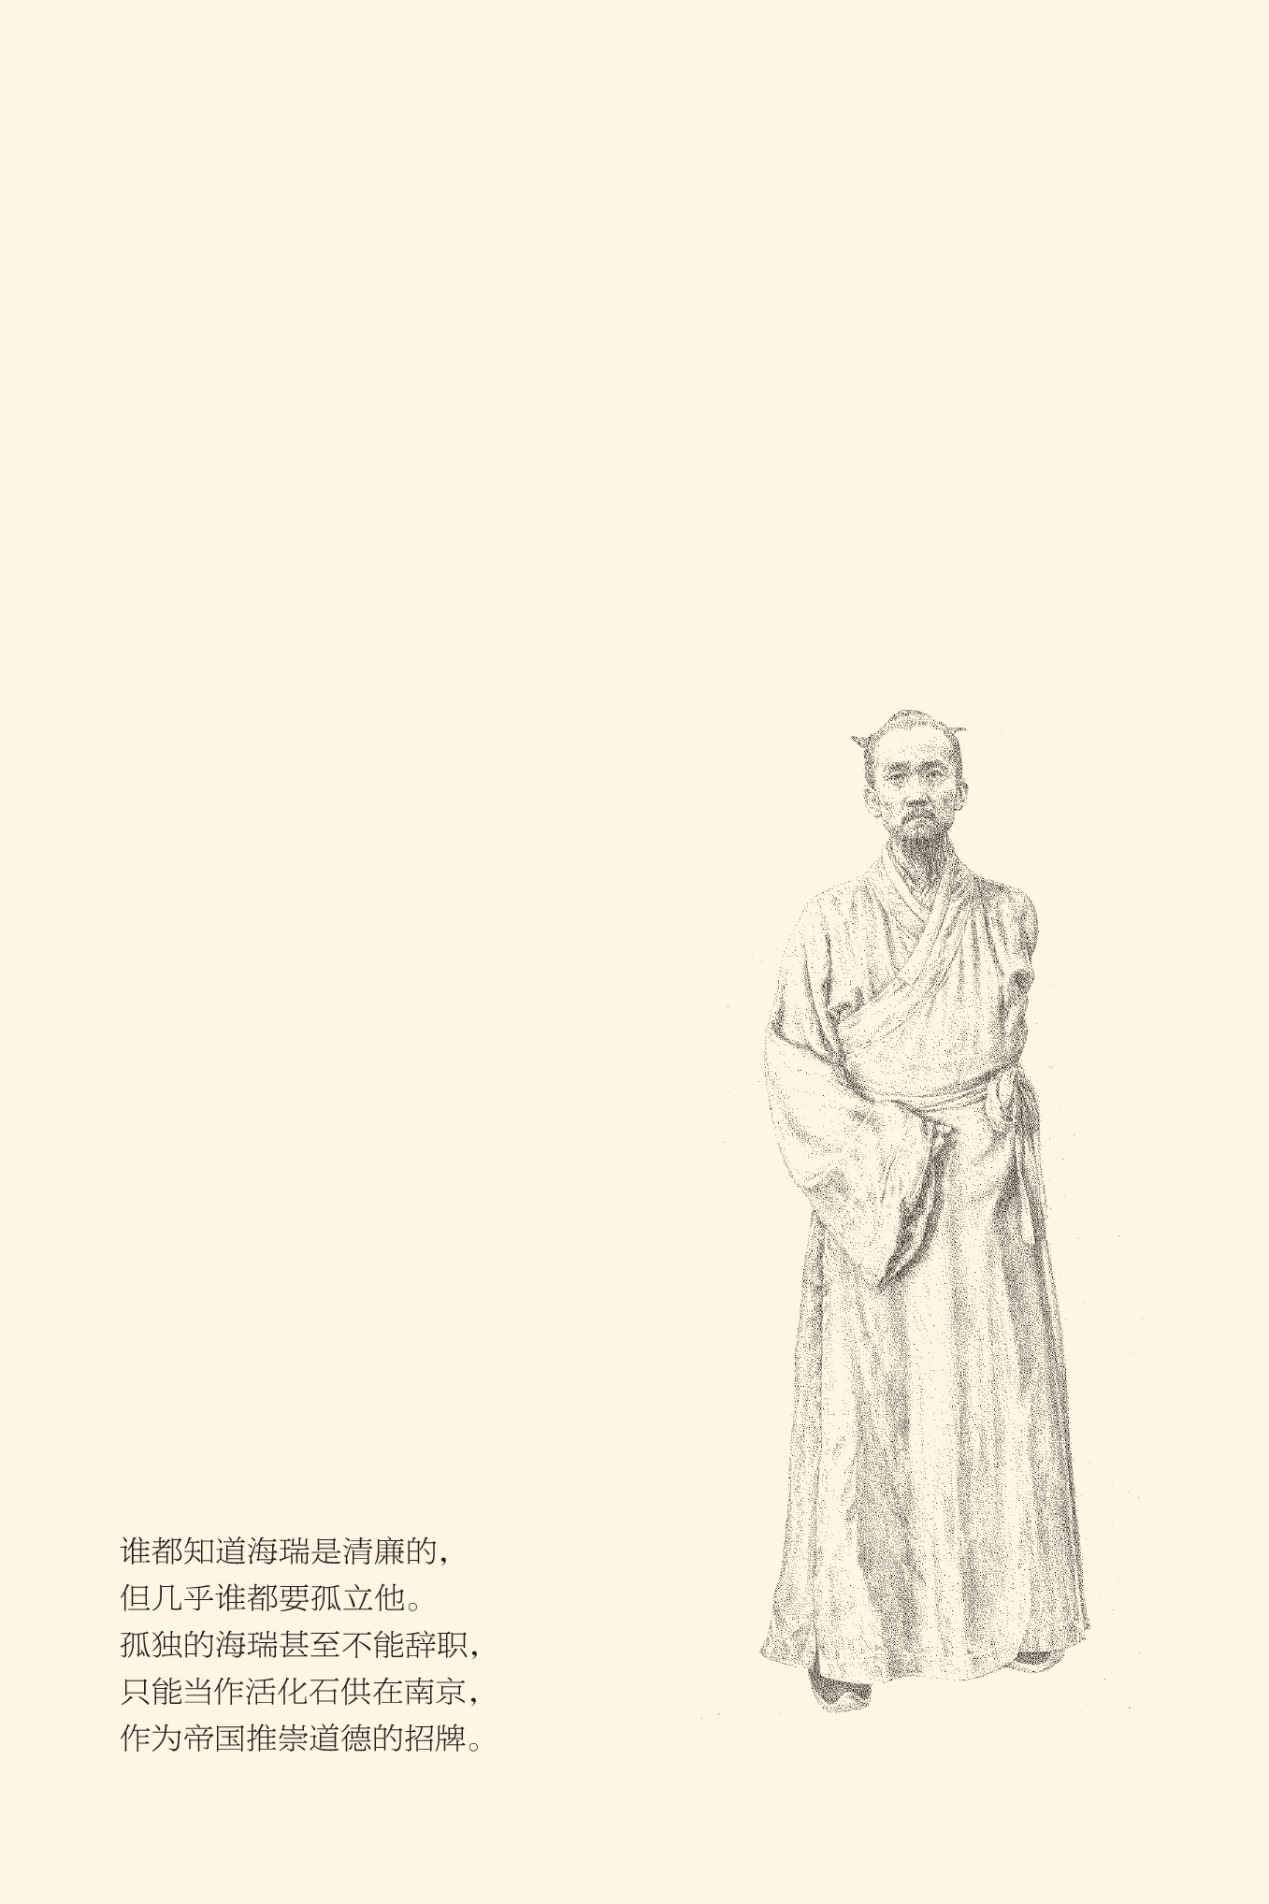 谁都知道海瑞是清廉的，
但几乎谁都要孤立他。
孤独的海瑞甚至不能辞职，
只能当作活化石供在南京，
作为帝国推崇道德的招牌。